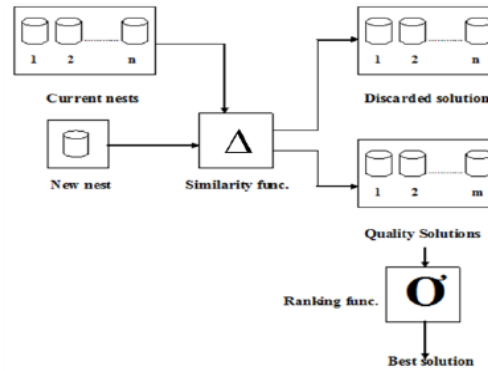 1 2 n
Current nests
New nest
Δ
Similarity func.
1 2 n
Discarded solution
1 2 m
Quality Solutions
Ranking func.
Best solution